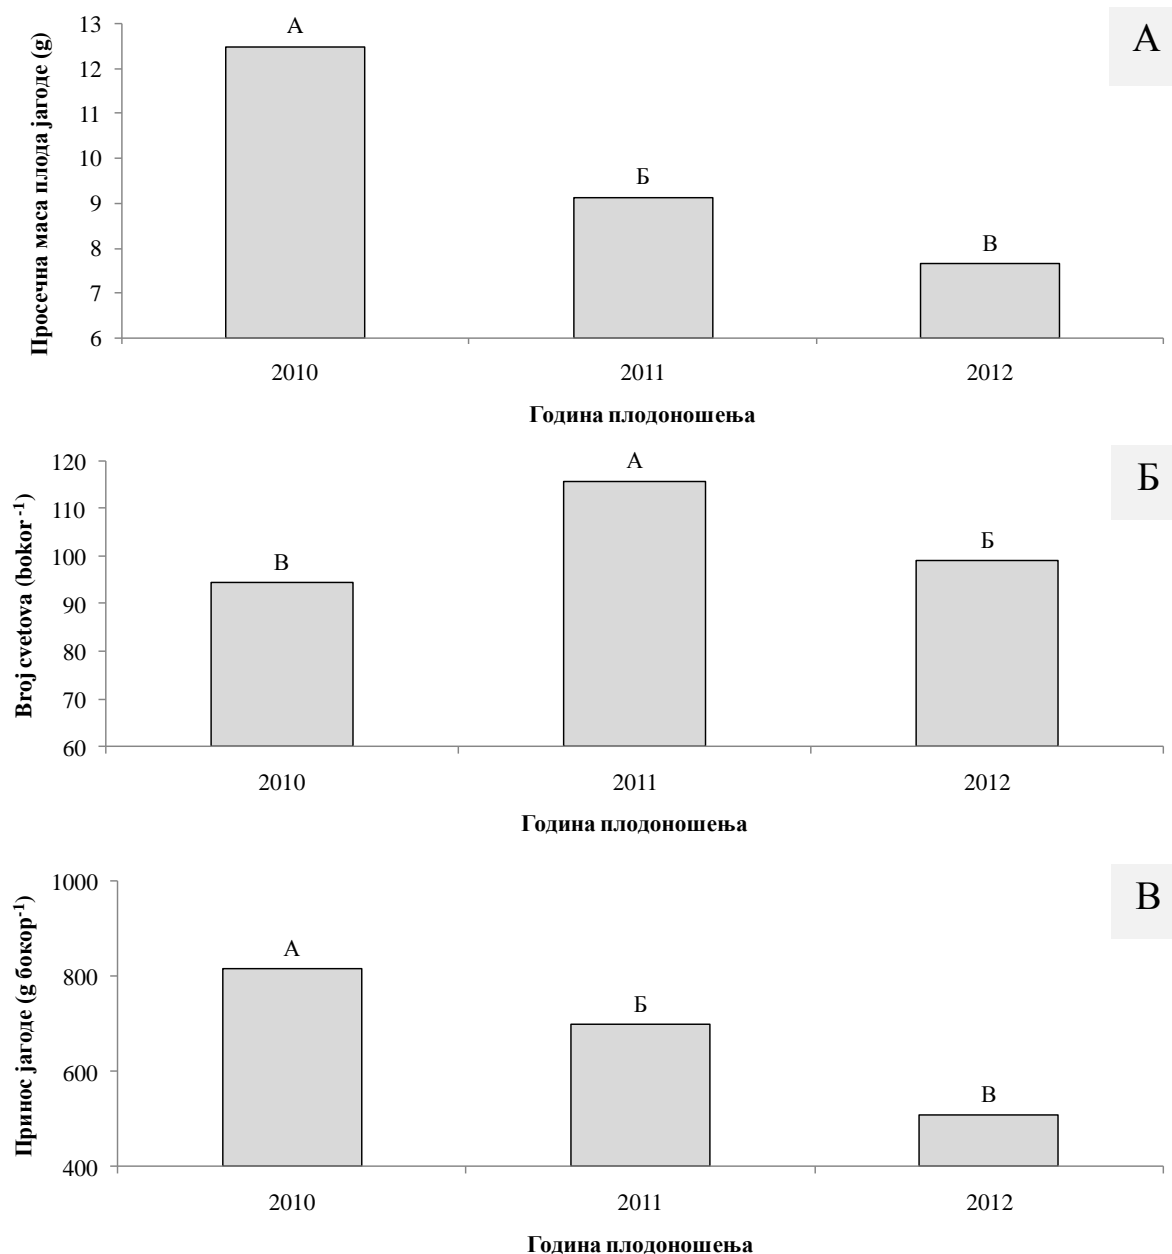 Просечна маса плода јагоде (g)
13
12
11
10
9
8
7
6
А
Б
В
А
2010
2011
2012
Година плодоношења
Broj cvetova (bokor⁻¹)
120
110
100
90
80
70
60
В
А
Б
Б
2010
2011
2012
Година плодоношења
Принос јагоде (g бокор⁻¹)
1000
800
600
400
А
Б
В
В
2010
2011
2012
Година плодоношења